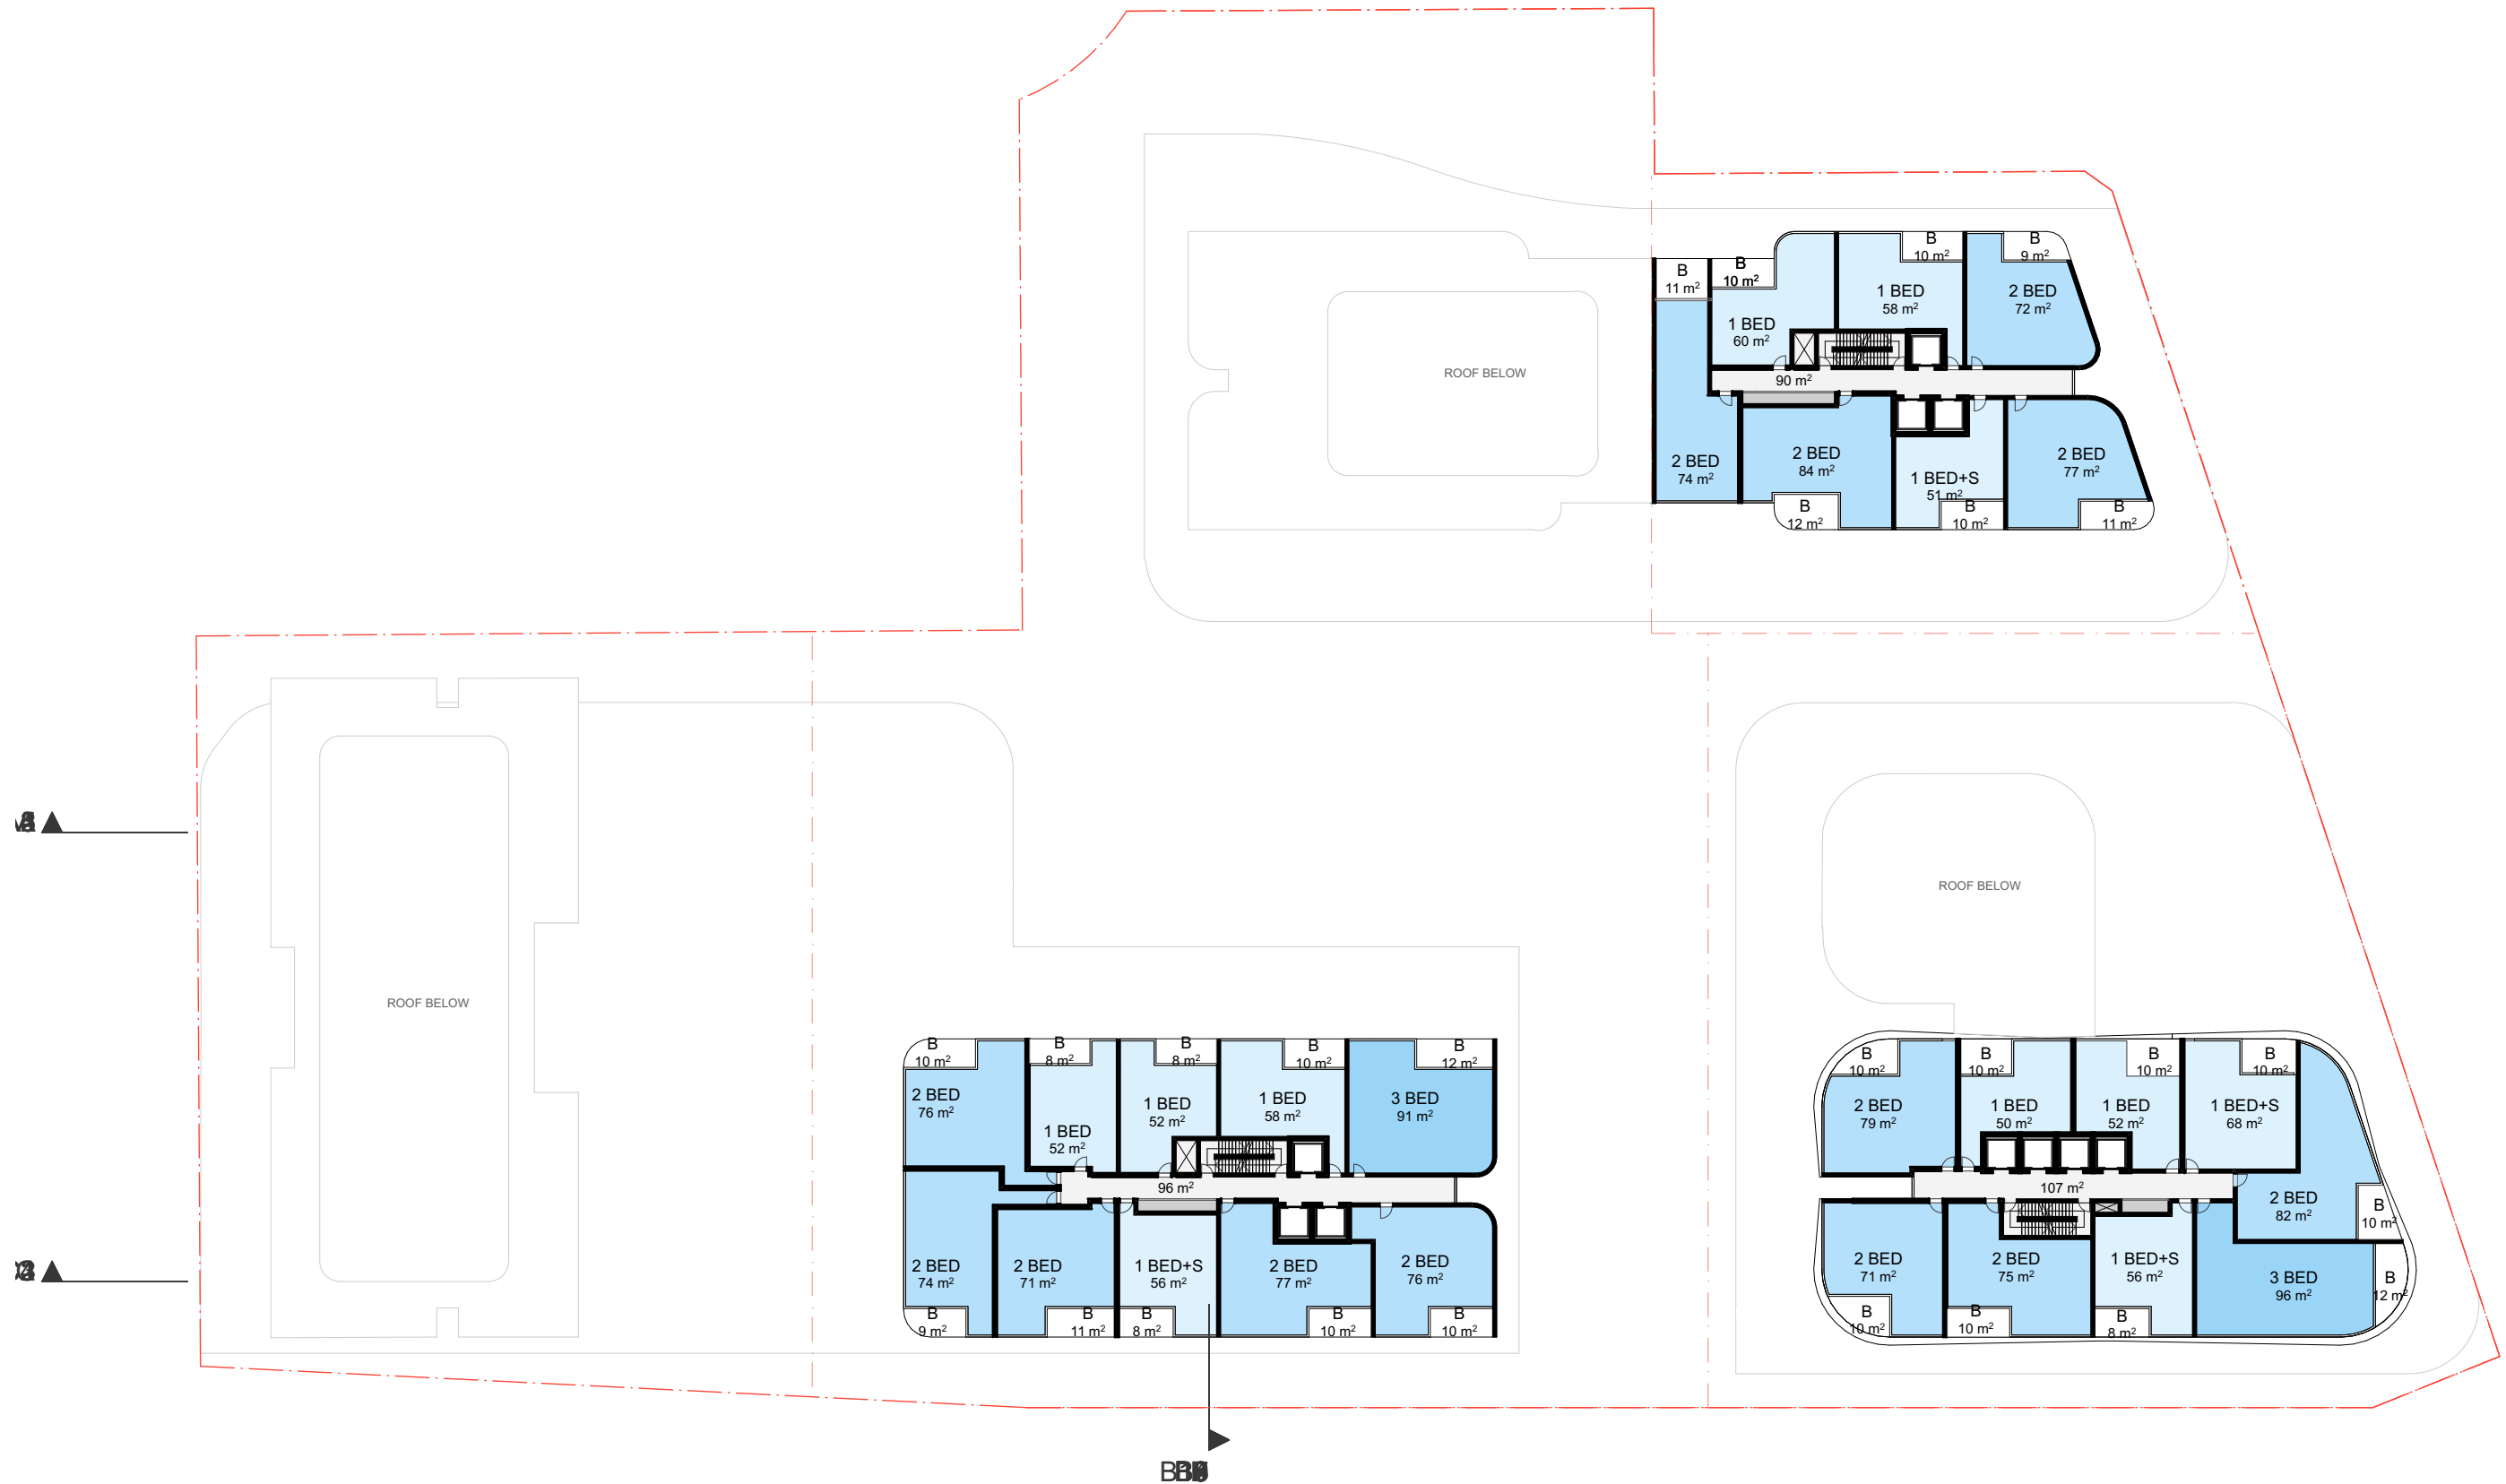 B
10 m²
B
9 m²
B
11 m²
B
10 m²
1 BED
58 m²
2 BED
72 m²
1 BED
60 m²
ROOF BELOW
90 m²
2 BED
74 m²
2 BED
84 m²
1 BED+S
51 m²
2 BED
77 m²
B
12 m²
B
10 m²
B
11 m²
ROOF BELOW
ROOF BELOW
B
10 m²
B
8 m²
B
8 m²
B
10 m²
B
12 m²
2 BED
76 m²
1 BED
52 m²
1 BED
52 m²
1 BED
58 m²
3 BED
91 m²
96 m²
2 BED
74 m²
2 BED
71 m²
1 BED+S
56 m²
2 BED
77 m²
2 BED
76 m²
B
9 m²
B
11 m²
B
8 m²
B
10 m²
B
10 m²
B
10 m²
B
10 m²
B
10 m²
B
10 m²
2 BED
79 m²
1 BED
50 m²
1 BED
52 m²
1 BED+S
68 m²
107 m²
2 BED
82 m²
B
10 m²
2 BED
71 m²
2 BED
75 m²
1 BED+S
56 m²
3 BED
96 m²
B
12 m²
B
10 m²
B
10 m²
B
8 m²